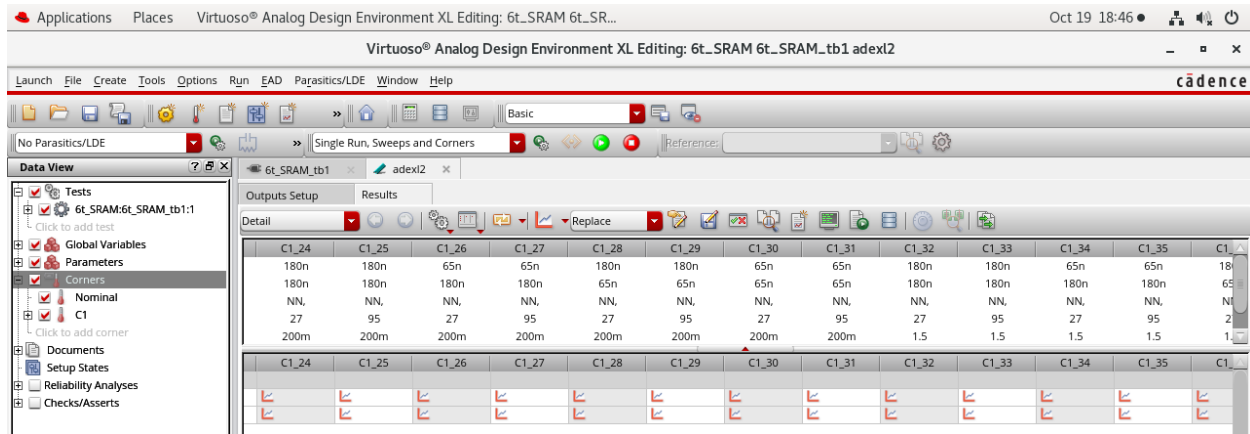 Applications Places Virtuoso® Analog Design Environment XL Editing: 6t_SRAM 6t_SR... Oct 19 18:46
Virtuoso® Analog Design Environment XL Editing: 6t_SRAM 6t_SRAM_tb1 adexl2
Launch File Create Tools Options Run EAD Parasitics/LDE Window Help cādence
» Basic
No Parasitics/LDE » Single Run, Sweeps and Corners Reference:
Data View 6t_SRAM_tb1 adexl2
Tests Outputs Setup Results
6t_SRAM:6t_SRAM_tb1:1
Click to add test Detail Replace
Global Variables C1_24 C1_25 C1_26 C1_27 C1_28 C1_29 C1_30 C1_31 C1_32 C1_33 C1_34 C1_35 C1_
Parameters 180n 180n 65n 65n 180n 180n 65n 65n 180n 180n 65n 65n 18
Corners 180n 180n 180n 180n 65n 65n 65n 65n 180n 180n 180n 180n 65
Nominal NN, NN, NN, NN, NN, NN, NN, NN, NN, NN, NN, NN, 
C1 27 95 27 95 27 95 27 95 27 95 27 95 2
Click to add corner 200m 200m 200m 200m 200m 200m 200m 200m 1.5 1.5 1.5 1.5 1.
Documents
Setup States C1_24 C1_25 C1_26 C1_27 C1_28 C1_29 C1_30 C1_31 C1_32 C1_33 C1_34 C1_35 C1_
Reliability Analyses
Checks/Asserts